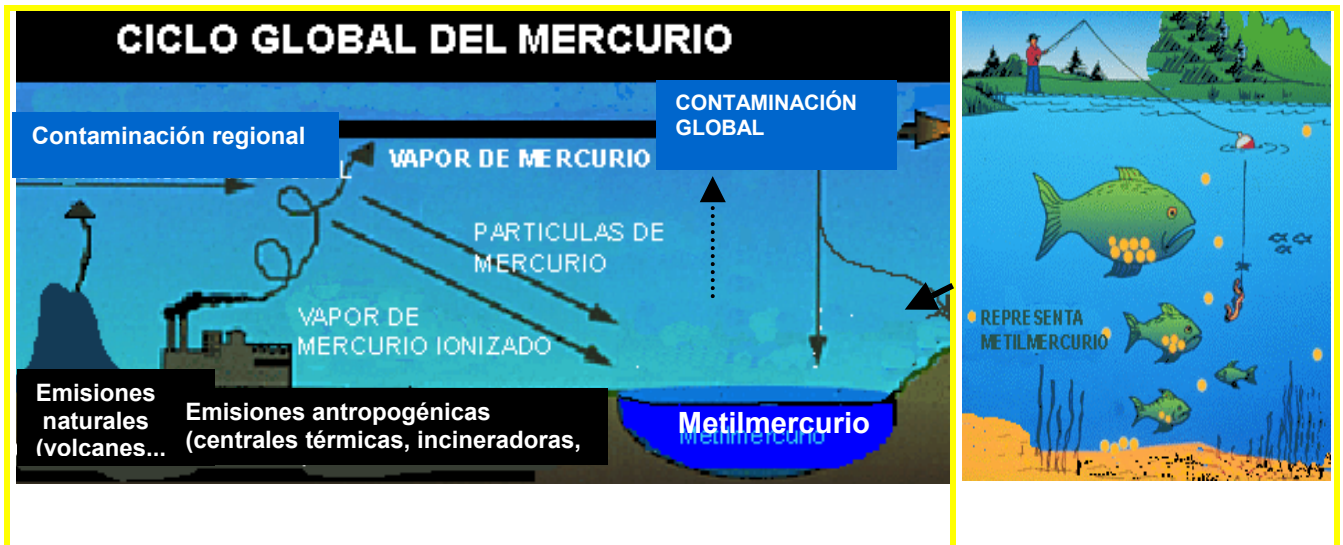 CICLO GLOBAL DEL MERCURIO
Contaminación regional
CONTAMINACIÓN
GLOBAL
VAPOR DE MERCURIO
PARTICULAS DE
MERCURIO
VAPOR DE
MERCURIO IONIZADO
Emisiones
naturales
(volcanes...
Emisiones antropogénicas
(centrales térmicas, incineradoras,
Metilmercurio
Metilmercurio
REPRESENTA
METILMERCURIO